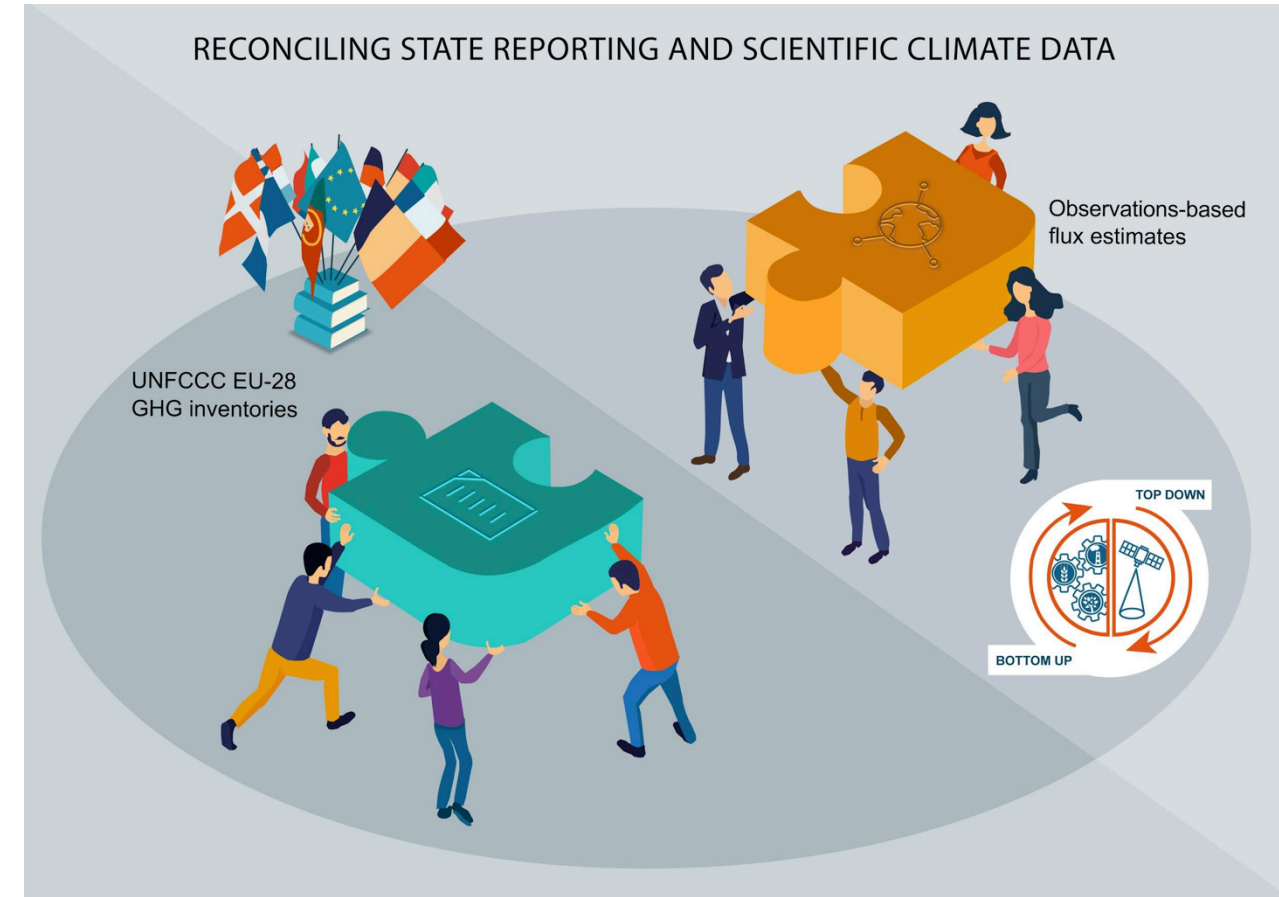 RECONCILING STATE REPORTING AND SCIENTIFIC CLIMATE DATA
Observations-based
flux estimates
UNFCCC EU-28
GHG inventories
TOP DOWN
BOTTOM UP